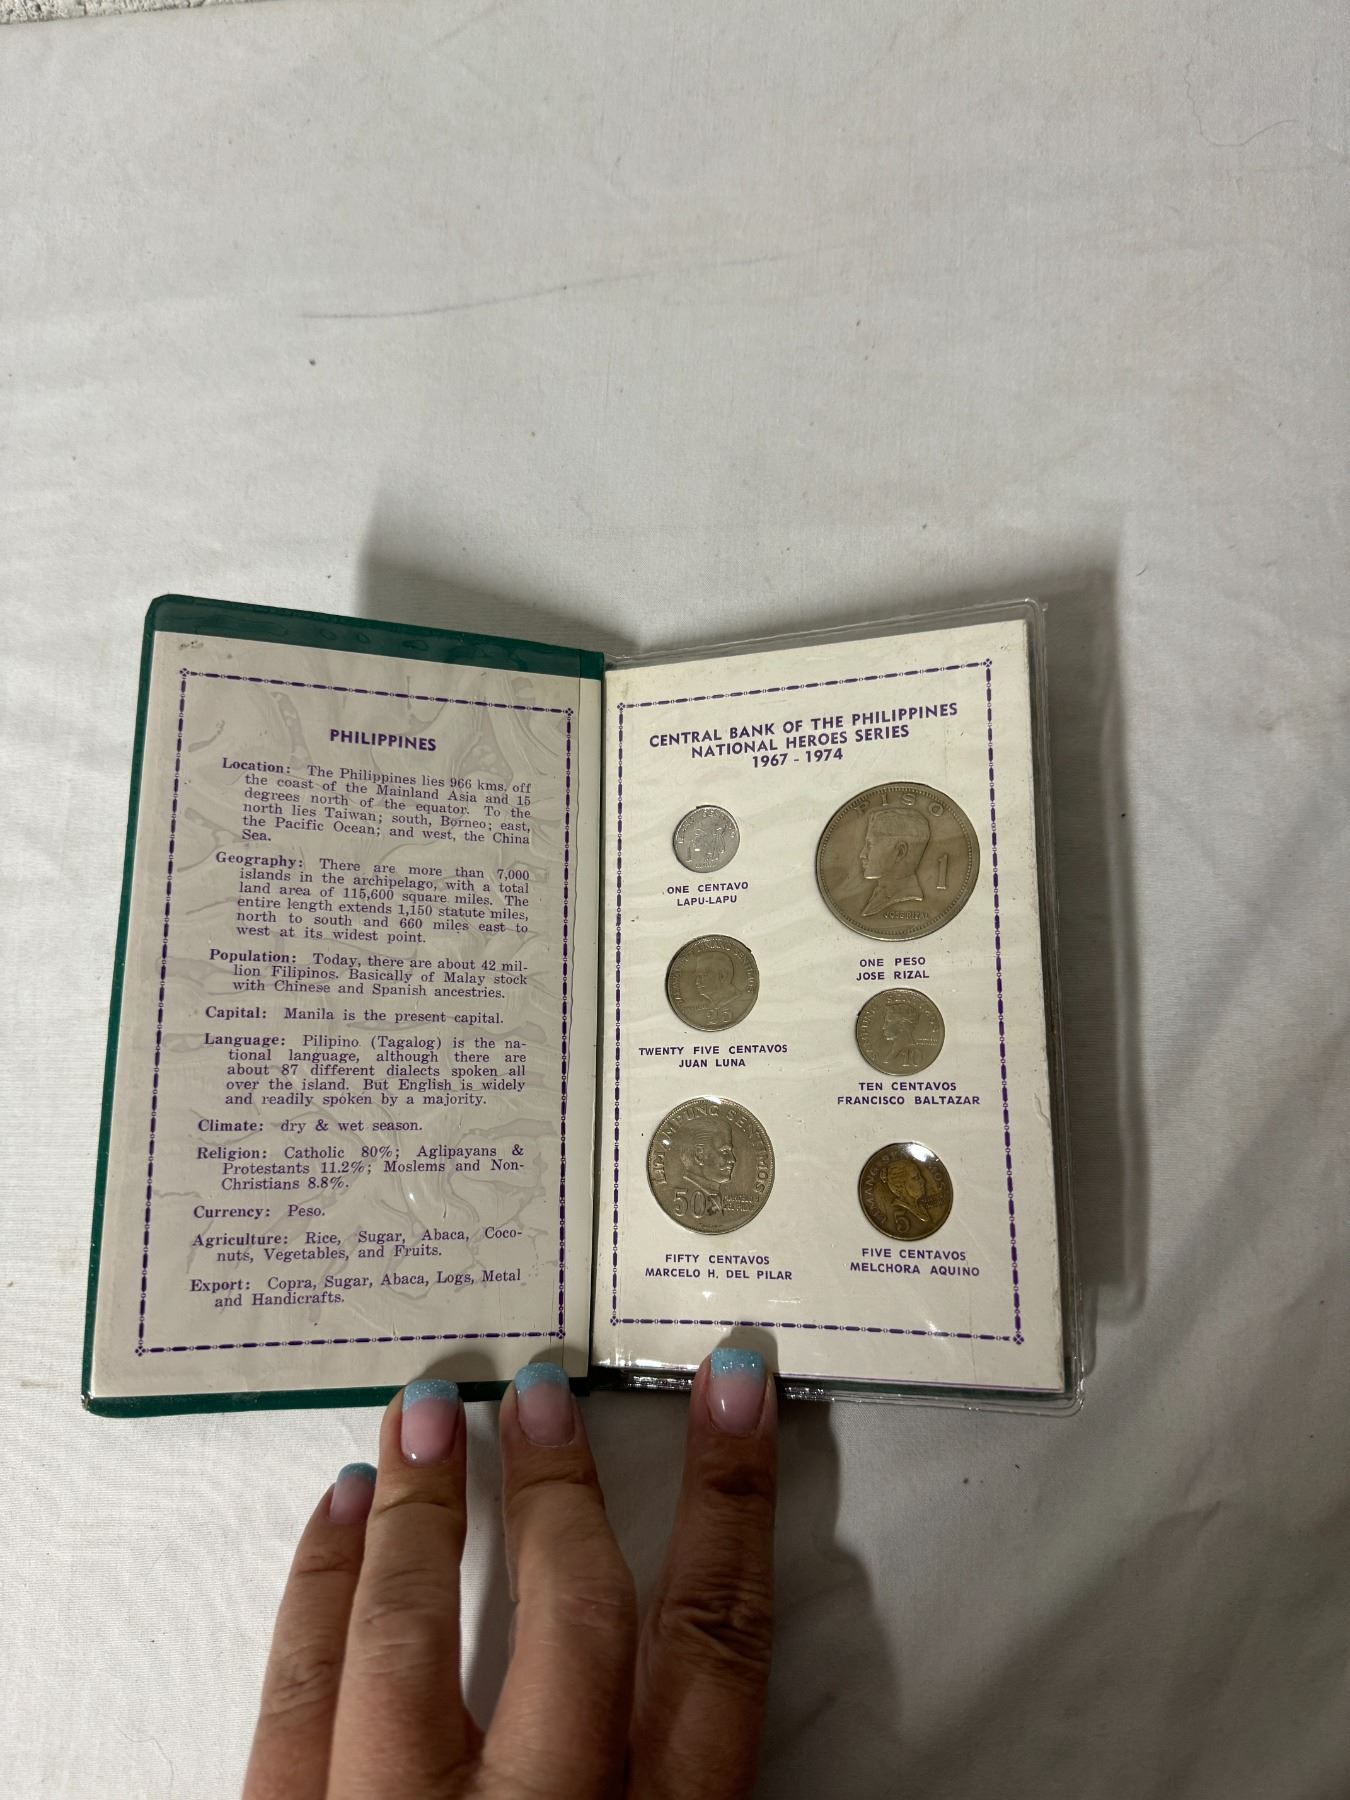 PHILIPPINES
Location: The Philippines lies 966 kms. off
the coast of the Mainland Asia and 15
degrees north of the equator. To the
north lies Taiwan; south, Borneo; east,
the Pacific Ocean; and west, the China
Sea.
Geography: There are more than 7,000
islands in the archipelago, with a total
land area of 115,600 square miles. The
entire length extends 1,150 statute miles,
north to south and 660 miles east to
west at its widest point.
Population: Today, there are about 42 mil-
lion Filipinos. Basically of Malay stock
with Chinese and Spanish ancestries.
Capital: Manila is the present capital.
Language: Pilipino (Tagalog) is the na-
tional language, although there are
about 87 different dialects spoken all
over the island. But English is widely
and readily spoken by a majority.
Climate: dry & wet season.
Religion: Catholic 80%; Aglipayans &
Protestants 11.2%; Moslems and Non-
Christians 8.8%.
Currency: Peso.
Agriculture: Rice, Sugar, Abaca, Coco-
nuts, Vegetables, and Fruits.
Export: Copra, Sugar, Abaca, Logs, Metal
and Handicrafts.
CENTRAL BANK OF THE PHILIPPINES
NATIONAL HEROES SERIES
1967 - 1974
ONE CENTAVO
LAPU-LAPU
PISO
1
JOSE RIZAL
ONE PESO
JOSE RIZAL
25
TWENTY FIVE CENTAVOS
JUAN LUNA
10
TEN CENTAVOS
FRANCISCO BALTAZAR
LIMAMPUNG SENTIMOS
50
FIFTY CENTAVOS
MARCELO H. DEL PILAR
5
FIVE CENTAVOS
MELCHORA AQUINO